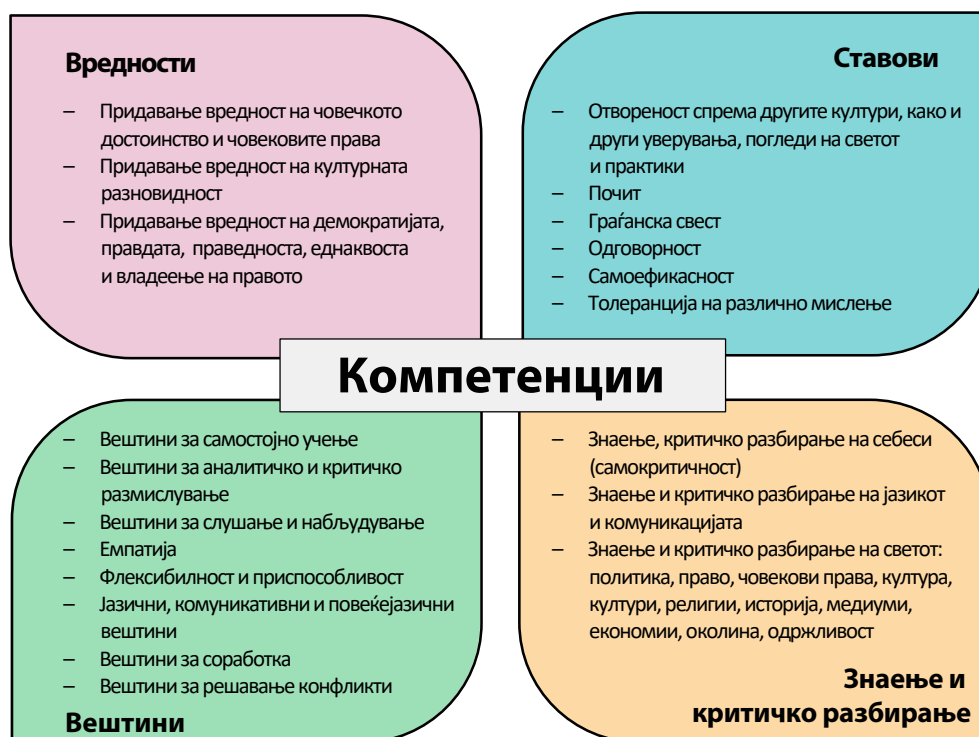 Вредности
– Придавање вредност на човечкото
достоинство и човековите права
– Придавање вредност на културната
разновидност
– Придавање вредност на демократијата,
правдата, праведноста, еднаквоста
и владеење на правото
Ставови
– Отвореност спрема другите култури, како и
други уверувања, погледи на светот
и практики
– Почит
– Граѓанска свест
– Одговорност
– Самоефикасност
– Толеранција на различно мислење
Компетенции
– Вештини за самостојно учење
– Вештини за аналитичко и критичко
размислување
– Вештини за слушање и набљудување
– Емпатија
– Флексибилност и приспособливост
– Јазични, комуникативни и повеќејазични
вештини
– Вештини за соработка
– Вештини за решавање конфликти
Вештини
– Знаење, критичко разбирање на себеси
(самокритичност)
– Знаење и критичко разбирање на јазикот
и комуникацијата
– Знаење и критичко разбирање на светот:
политика, право, човекови права, култура,
култури, религии, историја, медиуми,
економии, околина, одржливост
Знаење и
критичко разбирање